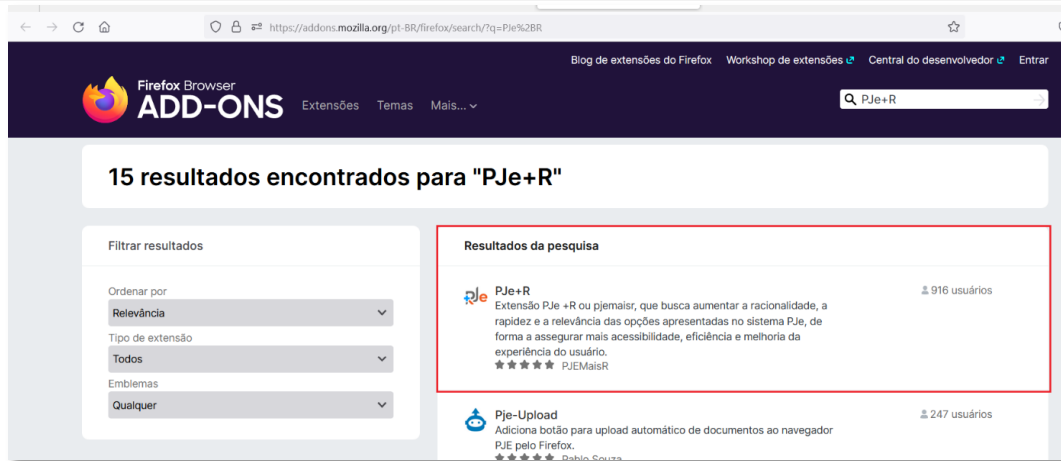 https://addons.mozilla.org/pt-BR/firefox/search/?q=PJe%2BR
Blog de extensões do Firefox Workshop de extensões Central do desenvolvedor Entrar
Firefox Browser
ADD-ONS Extensões Temas Mais...
PJe+R
15 resultados encontrados para "PJe+R"
Filtrar resultados
Ordenar por
Relevância
Tipo de extensão
Todos
Emblemas
Qualquer
Resultados da pesquisa
PJe
PJe+R
916 usuários
Extensão PJe +R ou pjemaisr, que busca aumentar a racionalidade, a
rapidez e a relevância das opções apresentadas no sistema PJe, de
forma a assegurar mais acessibilidade, eficiência e melhoria da
experiência do usuário.
PJEMaisR
Pje-Upload
247 usuários
Adiciona botão para upload automático de documentos ao navegador
PJE pelo Firefox.
Pablo Souza